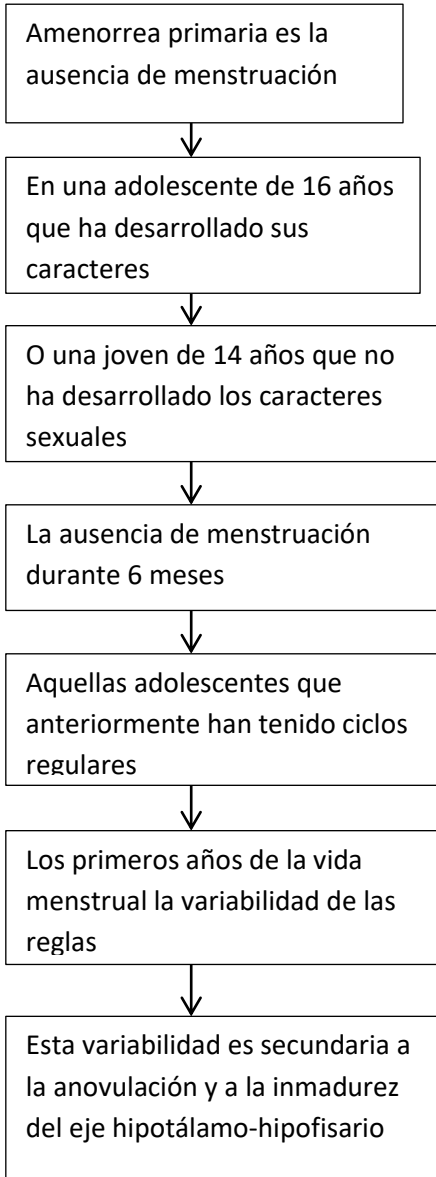 Amenorrea primaria es la
ausencia de menstruación
En una adolescente de 16 años
que ha desarrollado sus
caracteres
O una joven de 14 años que no
ha desarrollado los caracteres
sexuales
La ausencia de menstruación
durante 6 meses
Aquellas adolescentes que
anteriormente han tenido ciclos
regulares
Los primeros años de la vida
menstrual la variabilidad de las
reglas
Esta variabilidad es secundaria a
la anovulación y a la inmadurez
del eje hipotálamo-hipofisario